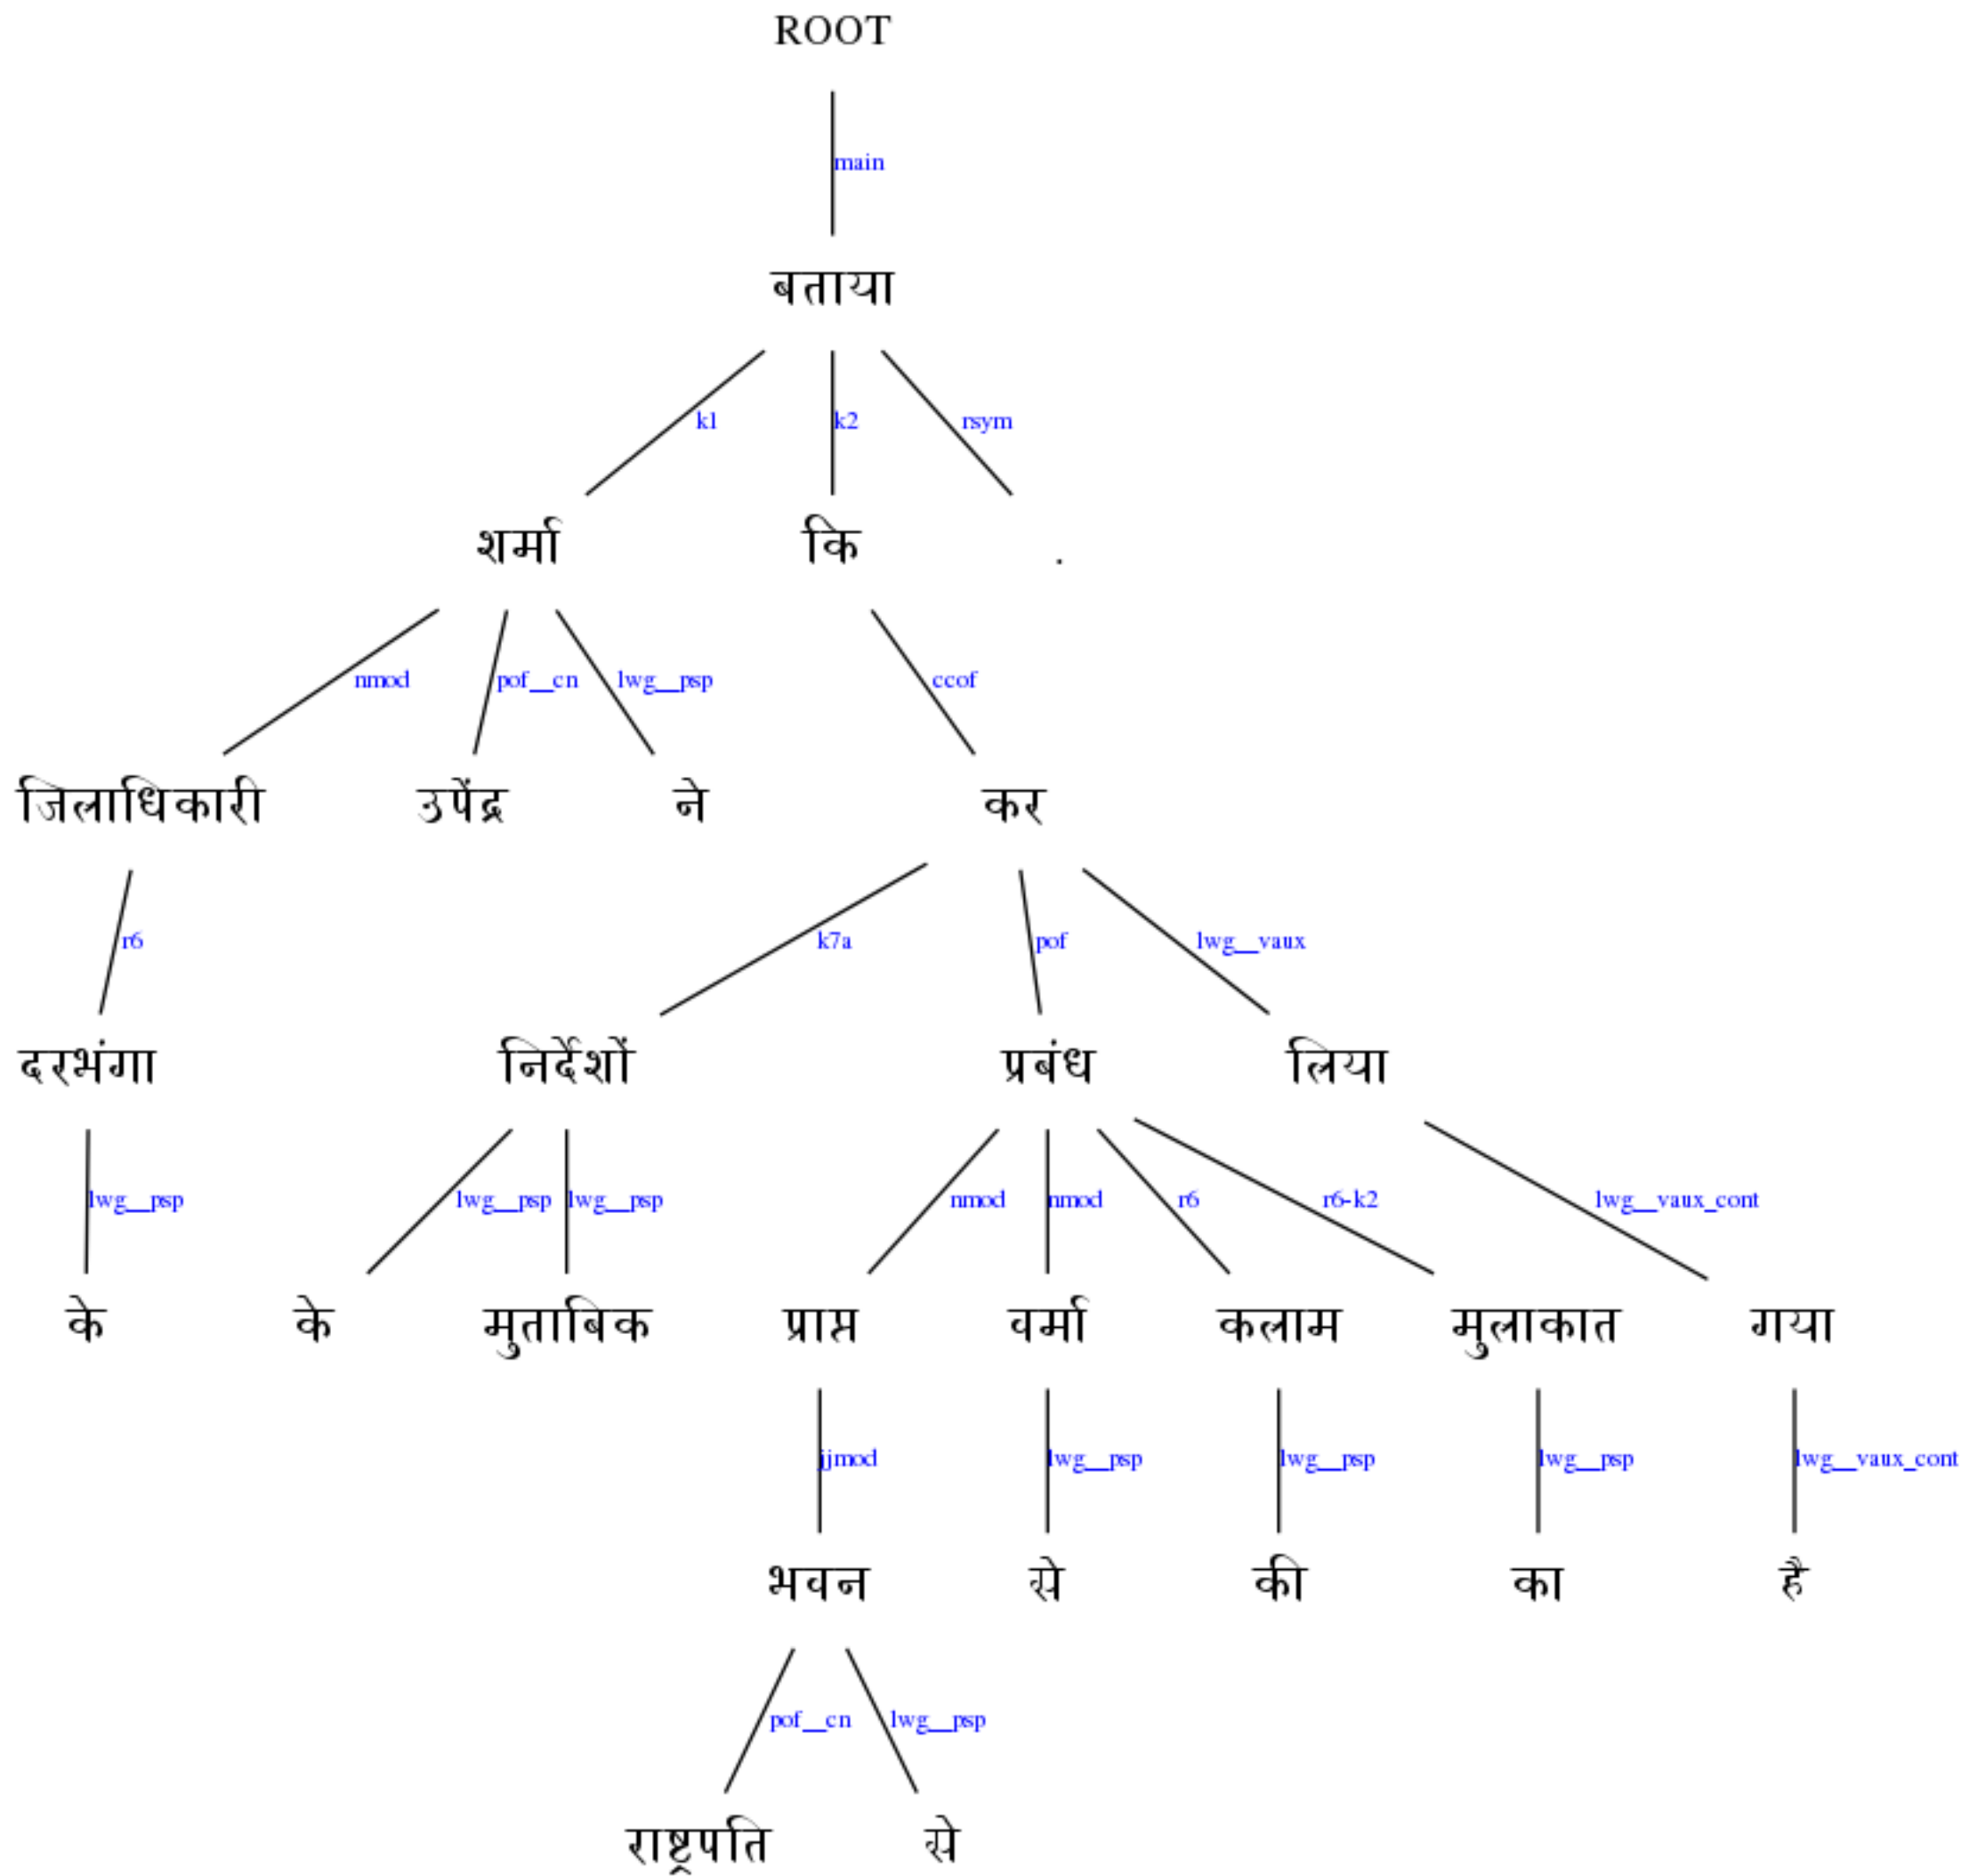 ROOT
main
बताया
k1 k2 rsym
शर्मा कि .
nmod pof__cn lwg__psp ccof
जिलाधिकारी उपेंद्र ने कर
r6 k7a pof lwg__vaux
दरभंगा निर्देशों प्रबंध लिया
lwg__psp lwg__psp lwg__psp nmod nmod r6 r6-k2 lwg__vaux_cont
के के मुताबिक प्राप्त वर्मा कलाम मुलाकात गया
jjmod lwg__psp lwg__psp lwg__psp lwg__vaux_cont
भवन से की का है
pof__cn lwg__psp
राष्ट्रपति से